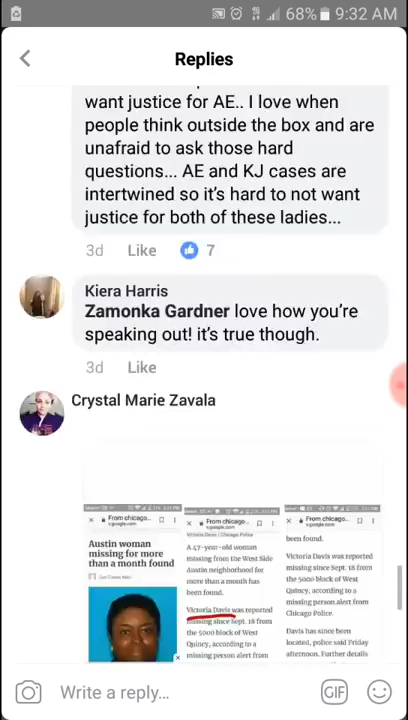 68% 9:32 AM
Replies
want justice for AE.. I love when
people think outside the box and are
unafraid to ask those hard
questions... AE and KJ cases are
intertwined so it's hard to not want
justice for both of these ladies...
3d Like 7
Kiera Harris
Zamonka Gardner love how you're
speaking out! it's true though.
3d Like
Crystal Marie Zavala
From chicago...
Austin woman
missing for more
than a month found
From chicago...
Victoria Davis / Chicago Police
A 47-year-old woman
missing from the West Side
Austin neighborhood for
more than a month has
been found.
Victoria Davis was reported
missing since Sept. 18 from
the 5000 block of West
Quincy, according to a
missing person alert from
From chicago...
been found.
Victoria Davis was reported
missing since Sept. 18 from
the 5000 block of West
Quincy, according to a
missing person alert from
Chicago Police.
Davis has since been
located, police said Friday
afternoon. Further details
Write a reply...
GIF